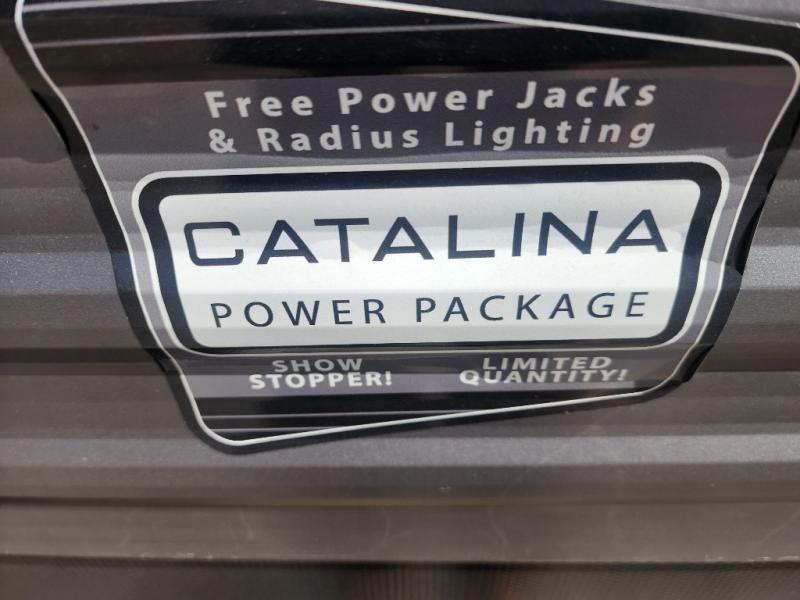 Free Power Jacks
& Radius Lighting
CATALINA
POWER PACKAGE
SHOW
STOPPER!
LIMITED
QUANTITY!